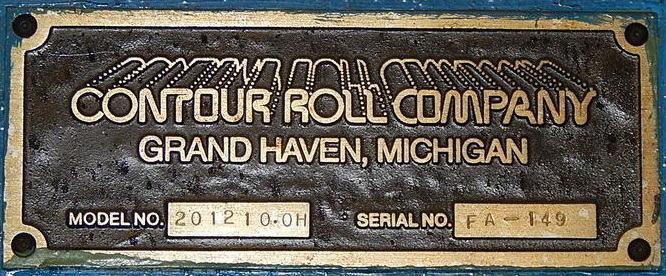 CONTOUR ROLL COMPANY
GRAND HAVEN, MICHIGAN
MODEL NO. 201210.0H SERIAL NO. FA-149